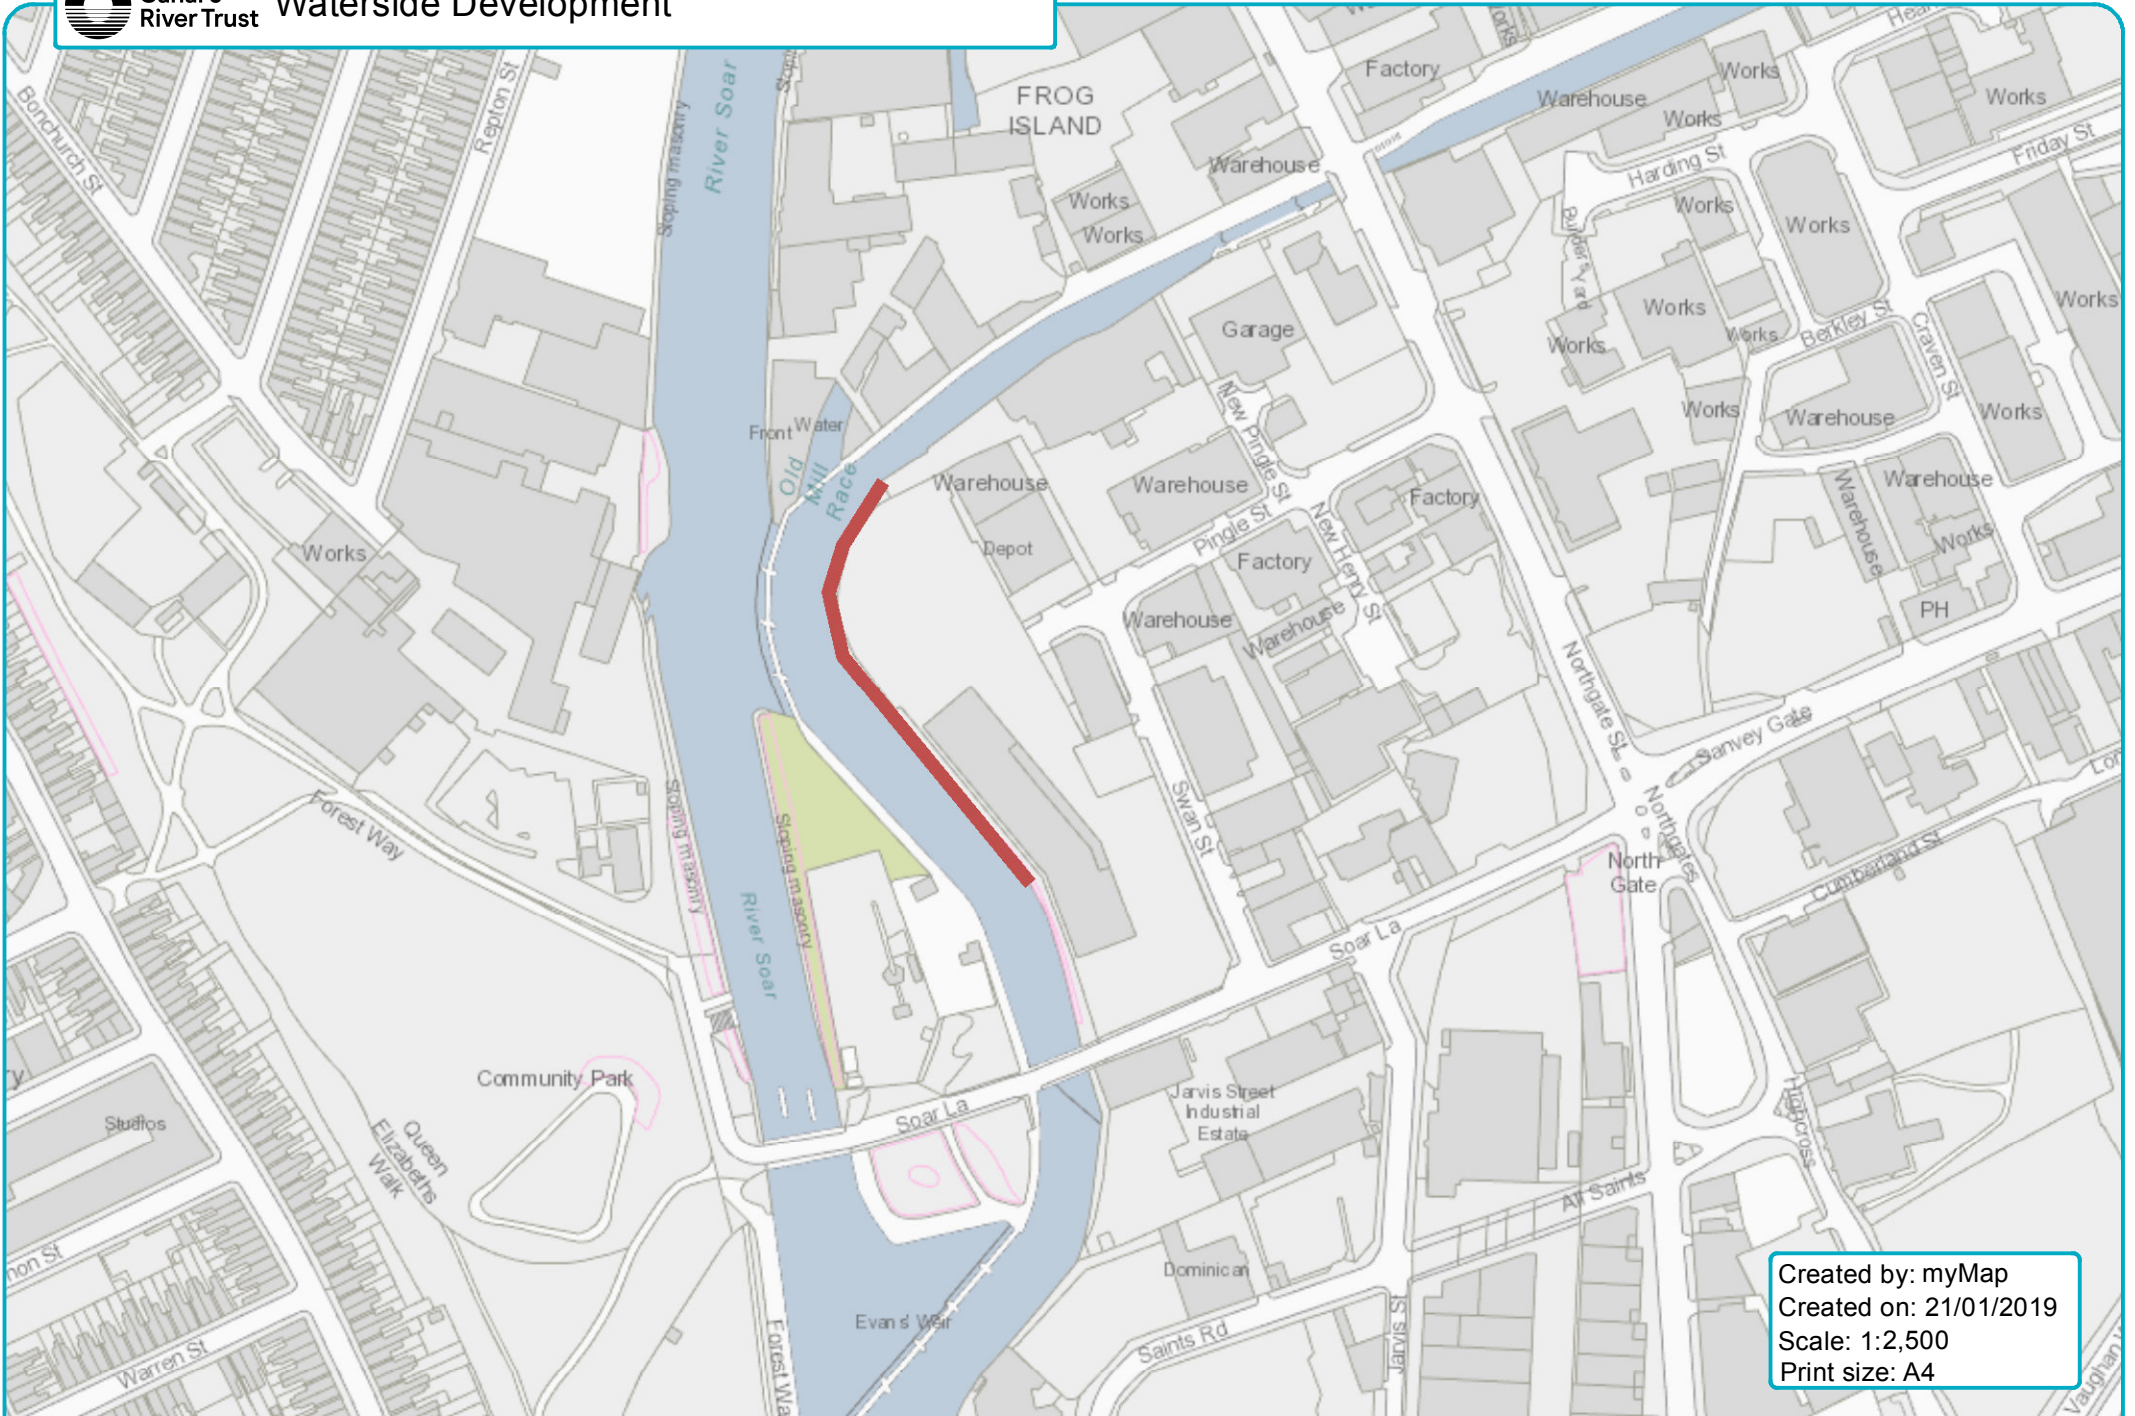 River Trust
Waterside Development
Bonchurch St
Repton St
Sloping masonry
River Soar
FROG
ISLAND
Factory
Works
Warehouse
Works
Works
Friday St
Harding St
Warehouse
Works
Works
Works
Works
Builders Yard
Works
Works
Works
Works
Berkley St
Craven St
Garage
New Pingle St
Works
Warehouse
Works
Front
Water
Old
Mill
Race
Warehouse
Warehouse
Factory
Warehouse
Warehouse
Works
Works
Depot
Pingle St
New Henry St
Factory
Warehouse
Warehouse
PH
Northgate St
Sanvey Gate
Forest Way
Sloping masonry
Sloping masonry
River Soar
Swan St
Northgates
North
Gate
Cumberland St
Soar La
Community Park
Studios
Queen
Elizabeths
Walk
Soar La
Jarvis Street
Industrial
Estate
Highcross
All Saints
Dominican
Evans' Weir
Saints Rd
Jarvis St
Warren St
Created by: myMap
Created on: 21/01/2019
Scale: 1:2,500
Print size: A4